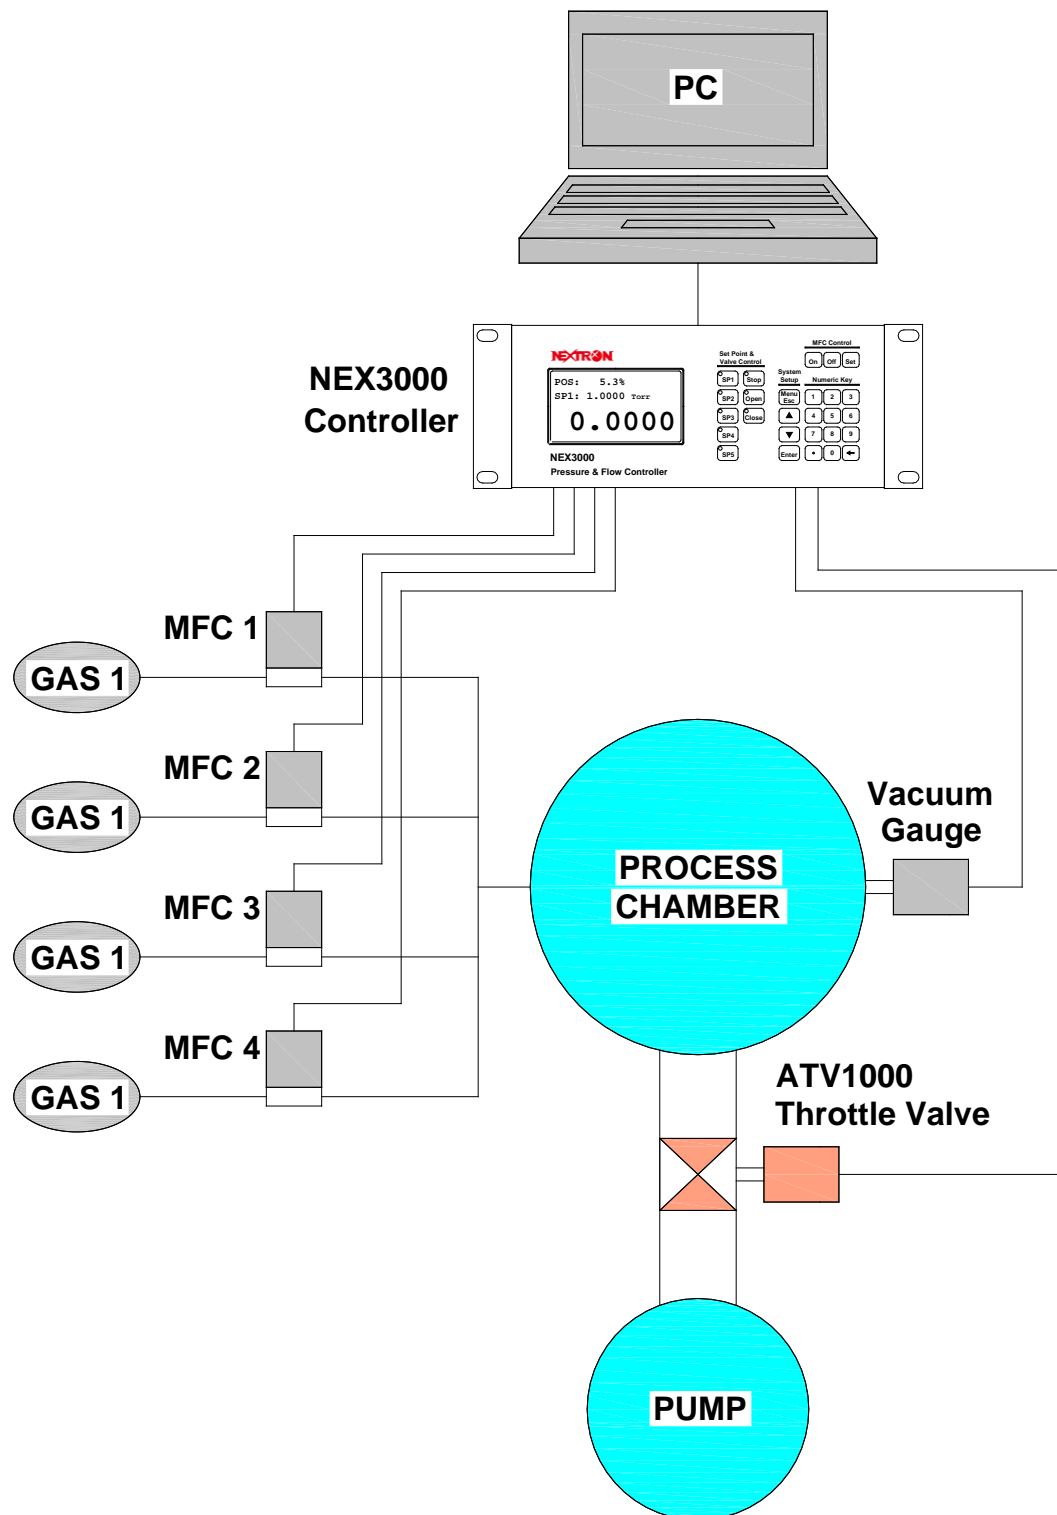 PC
NEX3000
Controller
NEXTRON
POS: 5.3%
SP1: 1.0000 Torr
0.0000
NEX3000
Pressure & Flow Controller
Set Point &
Valve Control
SP1 Stop
SP2 Open
SP3 Close
SP4
SP5
System
Setup
Menu
Esc
▲
▼
Enter
MFC Control
On Off Set
Numeric Key
1 2 3
4 5 6
7 8 9
• 0 ←
MFC 1
GAS 1
MFC 2
GAS 1
MFC 3
GAS 1
MFC 4
GAS 1
PROCESS
CHAMBER
Vacuum
Gauge
ATV1000
Throttle Valve
PUMP